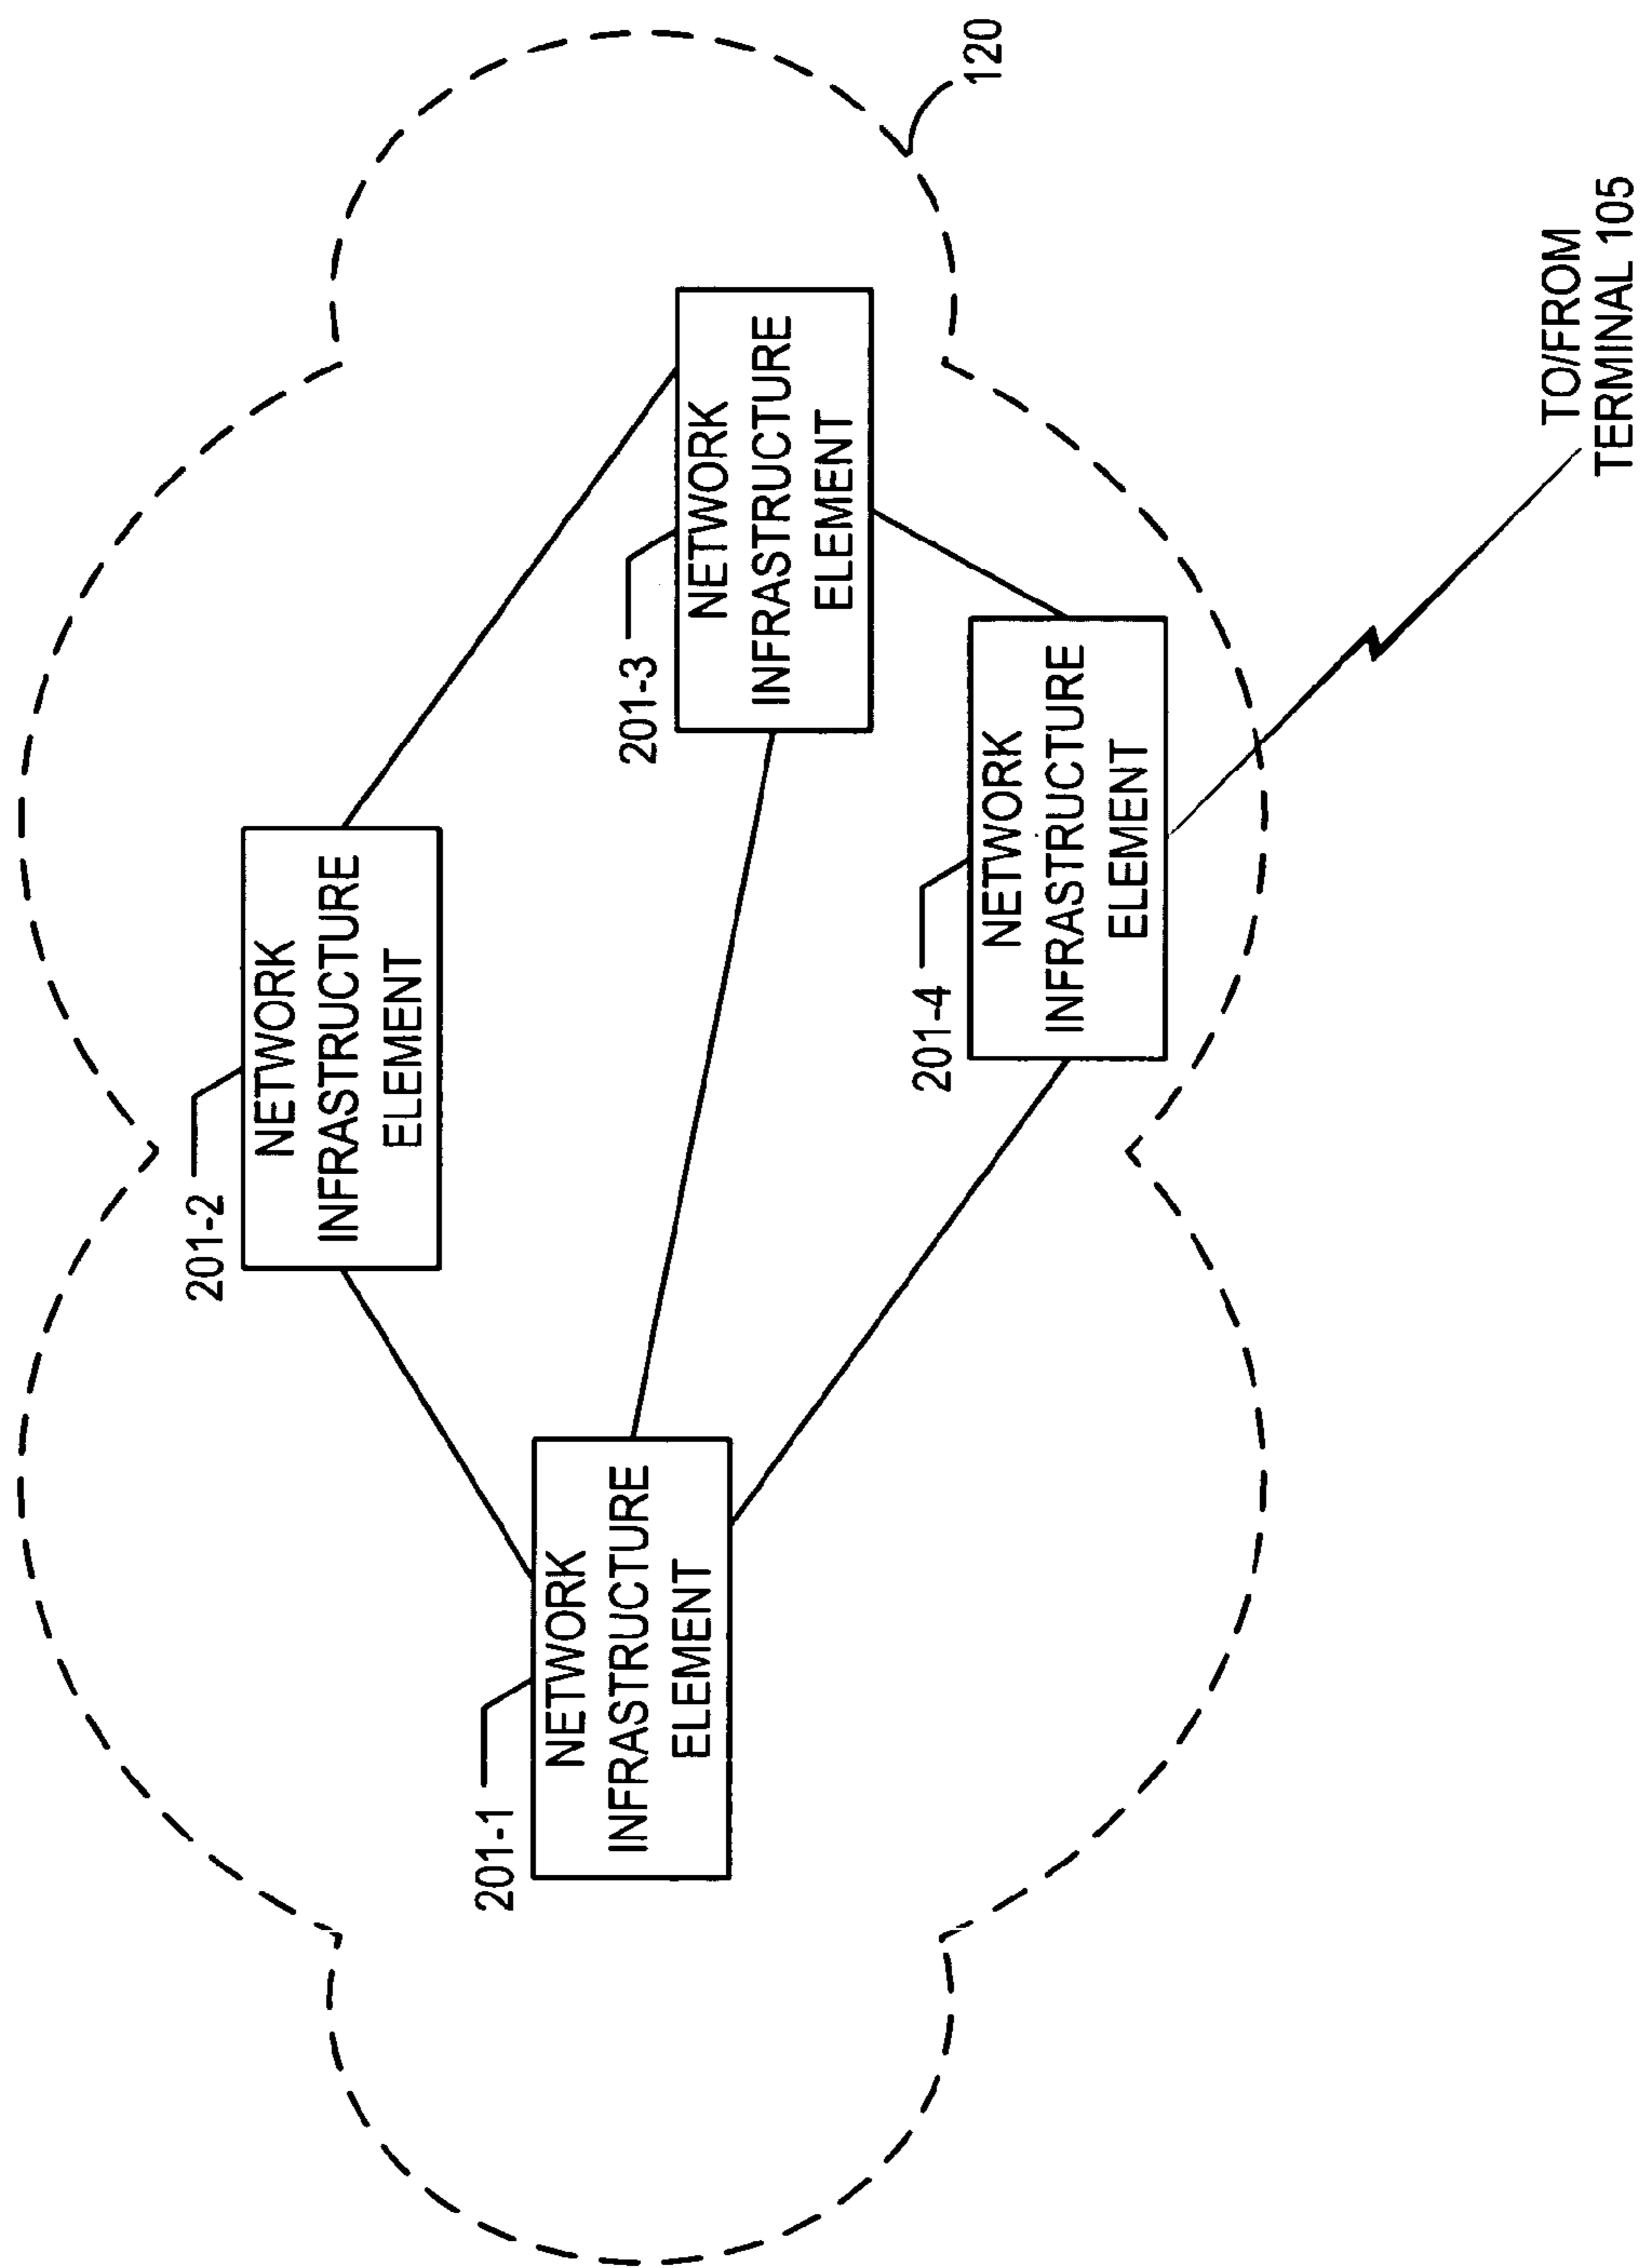 120
201-2
NETWORK
INFRASTRUCTURE
ELEMENT
201-3
NETWORK
INFRASTRUCTURE
ELEMENT
201-1
NETWORK
INFRASTRUCTURE
ELEMENT
201-4
NETWORK
INFRASTRUCTURE
ELEMENT
TO/FROM
TERMINAL 105